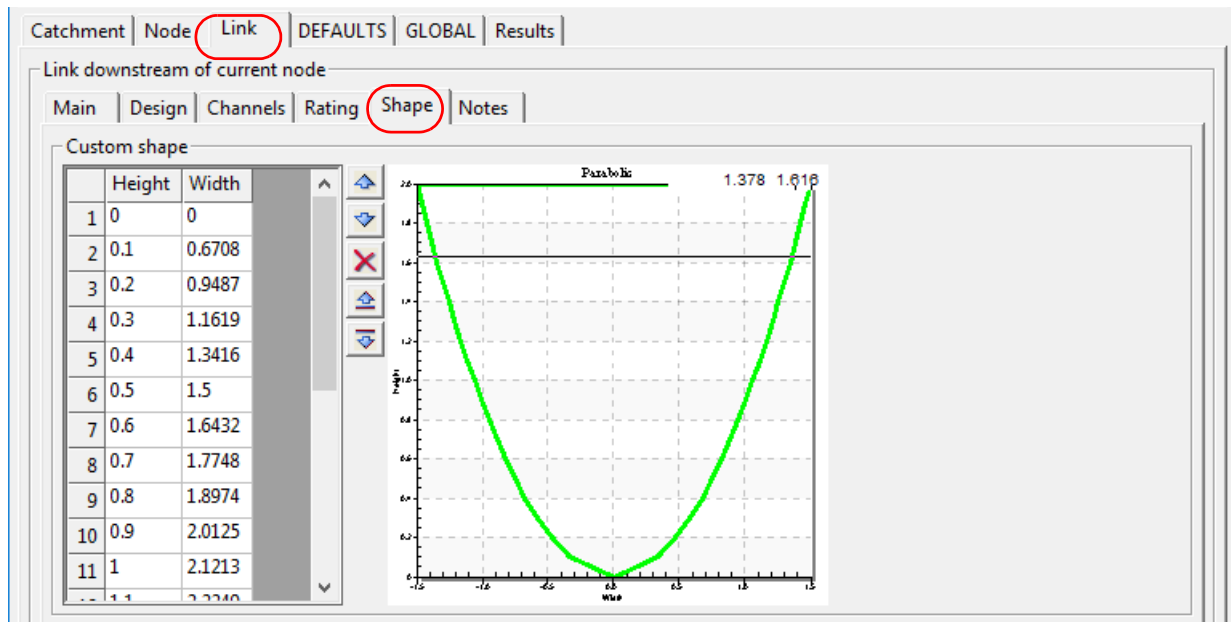 Catchment Node Link DEFAULTS GLOBAL Results
Link downstream of current node
Main Design Channels Rating Shape Notes
Custom shape
Height Width
1 0 0
2 0.1 0.6708
3 0.2 0.9487
4 0.3 1.1619
5 0.4 1.3416
6 0.5 1.5
7 0.6 1.6432
8 0.7 1.7748
9 0.8 1.8974
10 0.9 2.0125
11 1 2.1213
1.1
Parabolic
1.378 1.616
Height